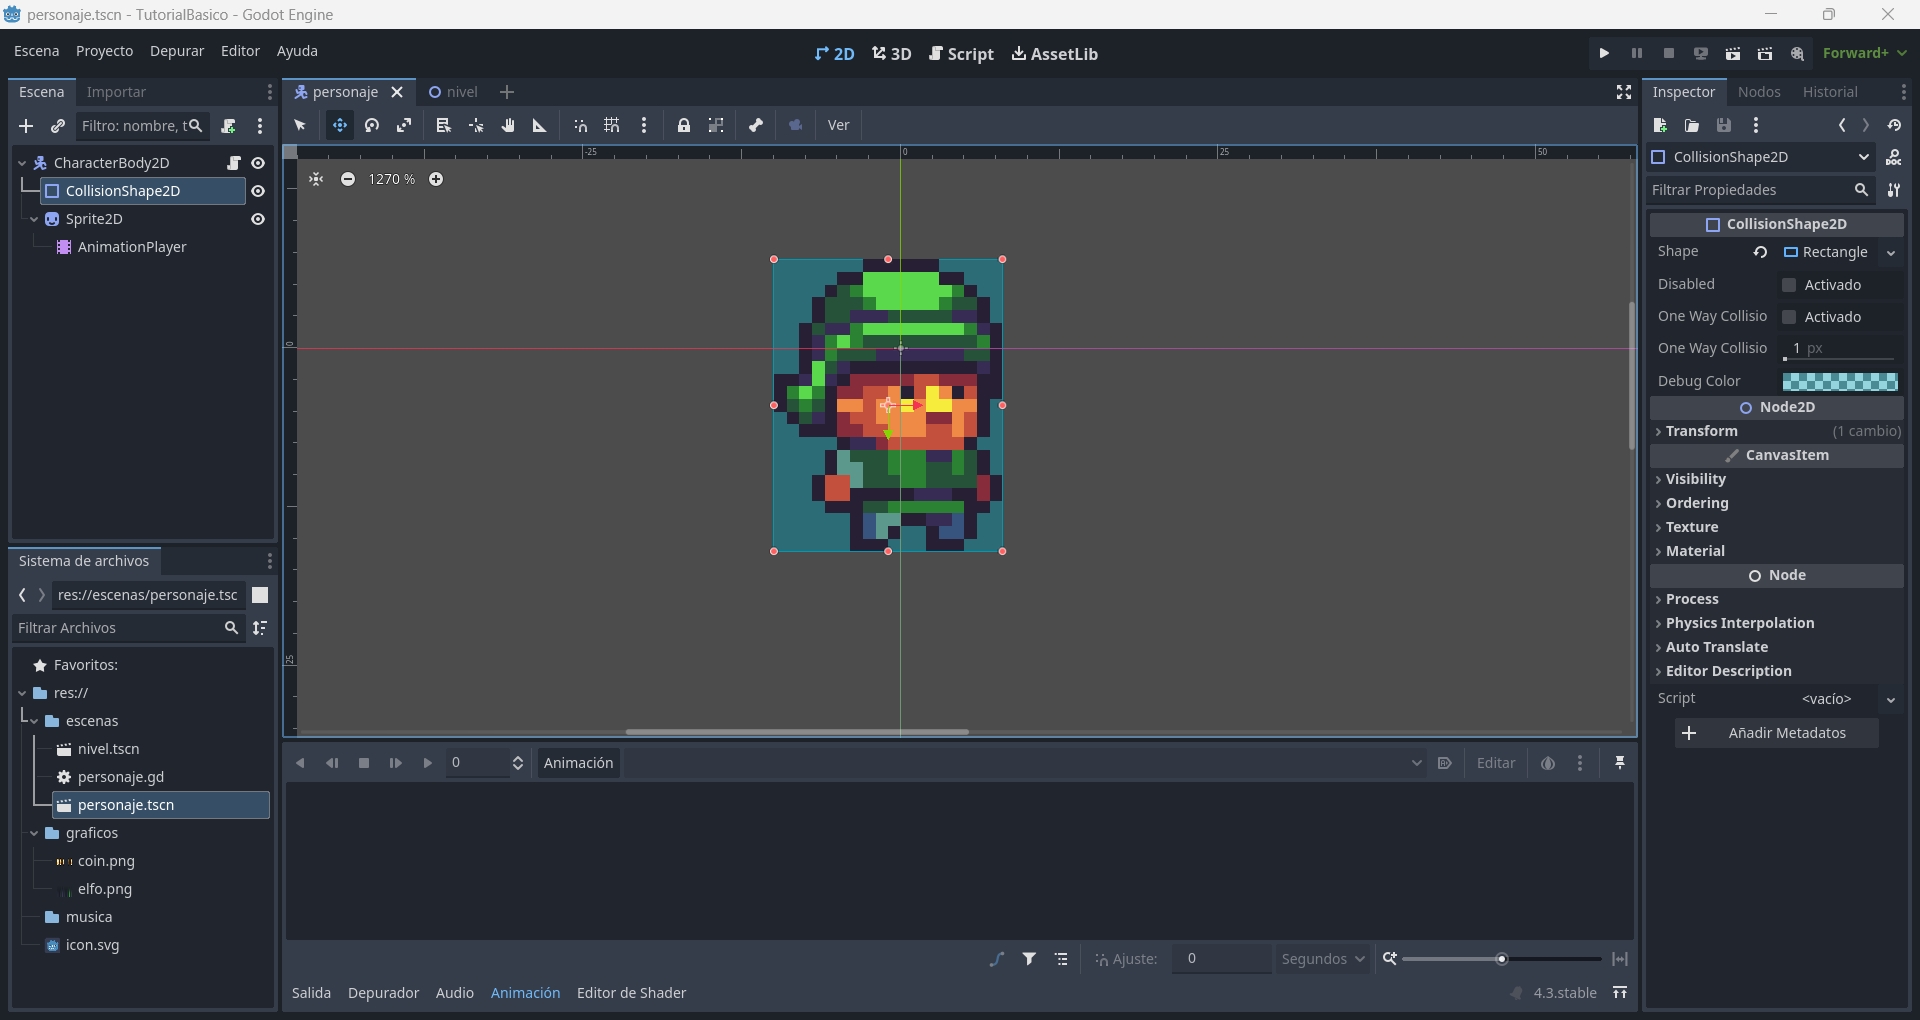 personaje.tscn - TutorialBasico - Godot Engine
Escena Proyecto Depurar Editor Ayuda
2D 3D Script AssetLib
Forward+
Escena Importar
Filtro: nombre, t
CharacterBody2D
CollisionShape2D
Sprite2D
AnimationPlayer
Sistema de archivos
res://escenas/personaje.tsc
Filtrar Archivos
Favoritos:
res://
escenas
nivel.tscn
personaje.gd
personaje.tscn
graficos
coin.png
elfo.png
musica
icon.svg
personaje nivel
Ver
-25 0 25 50
1270 %
0
25
0 Animación Editar
Ajuste: 0 Segundos
Salida Depurador Audio Animación Editor de Shader
4.3.stable
Inspector Nodos Historial
CollisionShape2D
DOC
Filtrar Propiedades
CollisionShape2D
Shape Rectangle
Disabled Activado
One Way Collisio Activado
One Way Collisio 1 px
Debug Color
Node2D
Transform (1 cambio)
CanvasItem
Visibility
Ordering
Texture
Material
Node
Process
Physics Interpolation
Auto Translate
Editor Description
Script <vacío>
Añadir Metadatos